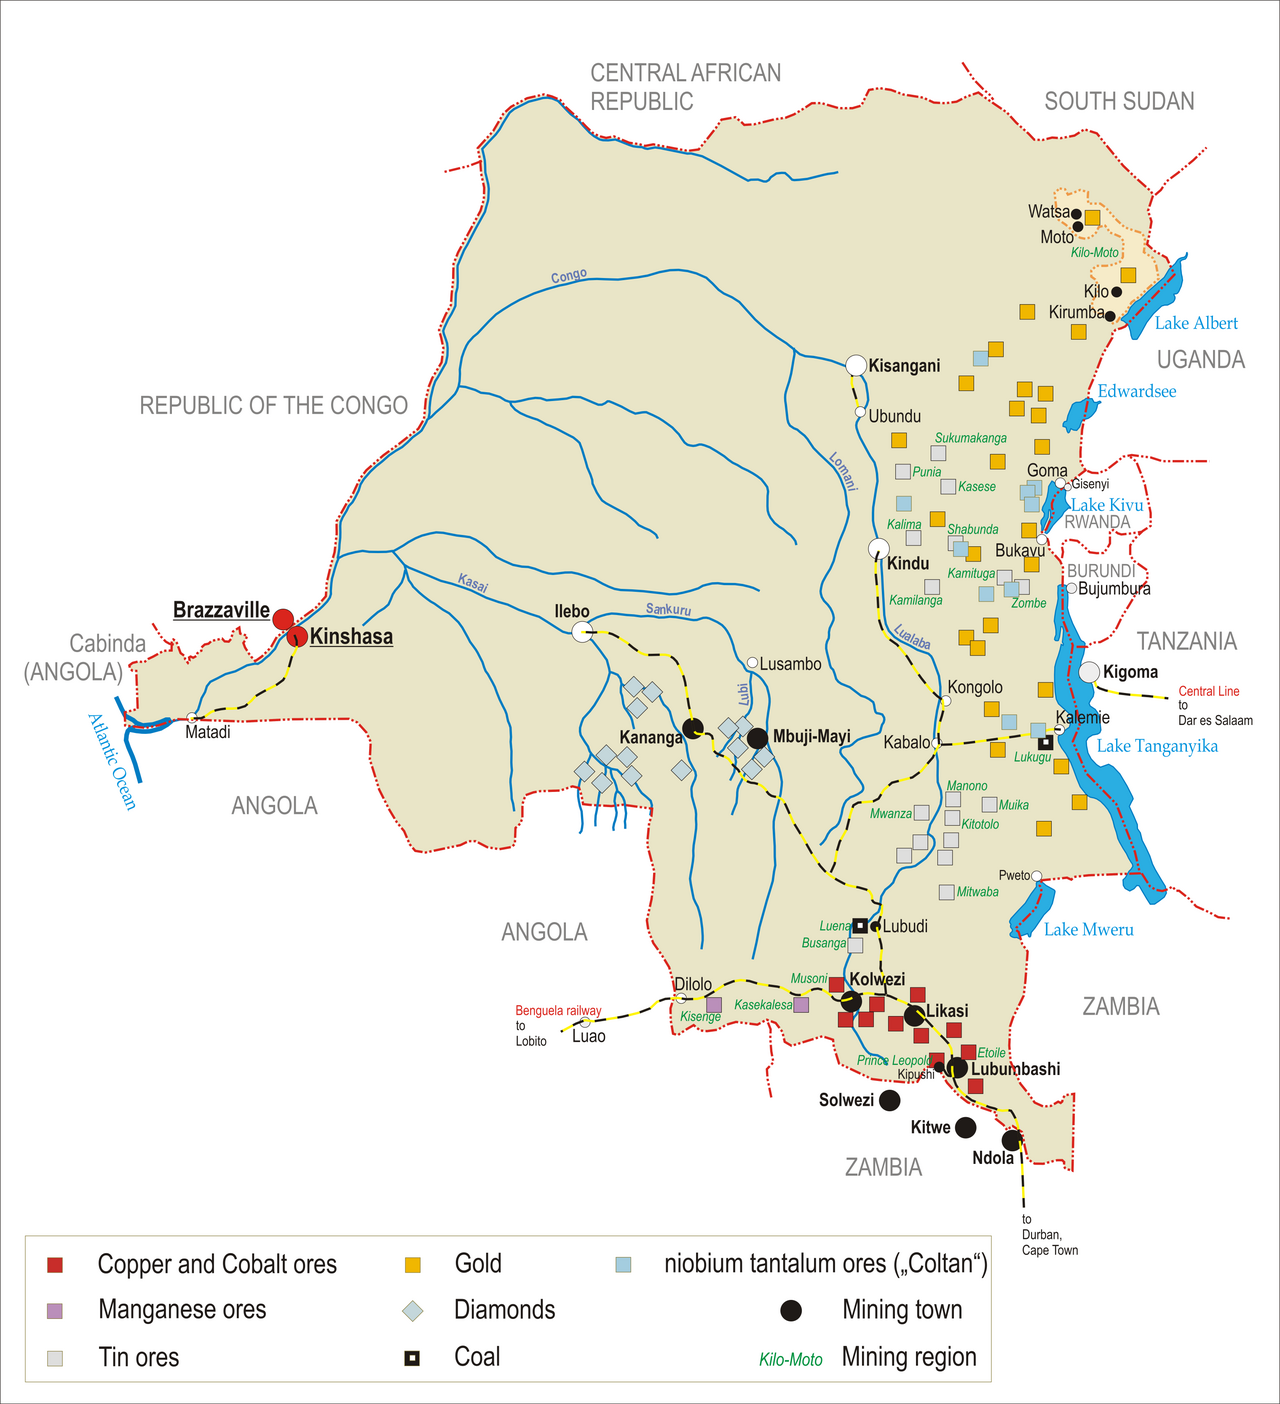 CENTRAL AFRICAN
REPUBLIC
SOUTH SUDAN
Watsa
Moto
Kilo-Moto
Congo
Kilo
Kirumba
Lake Albert
UGANDA
Kisangani
Edwardsee
REPUBLIC OF THE CONGO
Ubundu
Sukumakanga
Lomani
Punia
Goma
Kasese
Gisenyi
Lake Kivu
Kalima
Shabunda
RWANDA
Bukavu
Kindu
Kasai
Kamituga
BURUNDI
Bujumbura
Kamilanga
Zombe
Brazzaville
Ilebo
Sankuru
Kinshasa
Lualaba
Cabinda
(ANGOLA)
TANZANIA
Lusambo
Kigoma
Lubi
Kongolo
Central Line
to
Dar es Salaam
Atlantic Ocean
Matadi
Kananga
Mbuji-Mayi
Kalemie
Kabalo
Lake Tanganyika
Lukugu
ANGOLA
Manono
Mwanza
Muika
Kitotolo
Pweto
Mitwaba
ANGOLA
Luena
Lubudi
Lake Mweru
Busanga
Musoni
Kolwezi
Dilolo
Kasekalesa
ZAMBIA
Benguela railway
to
Lobito
Kisenge
Likasi
Luao
Prince Leopold
Etoile
Kipushi
Lubumbashi
Solwezi
Kitwe
Ndola
ZAMBIA
to
Durban,
Cape Town
Copper and Cobalt ores
Gold
niobium tantalum ores („Coltan“)
Manganese ores
Diamonds
Mining town
Tin ores
Coal
Kilo-Moto
Mining region